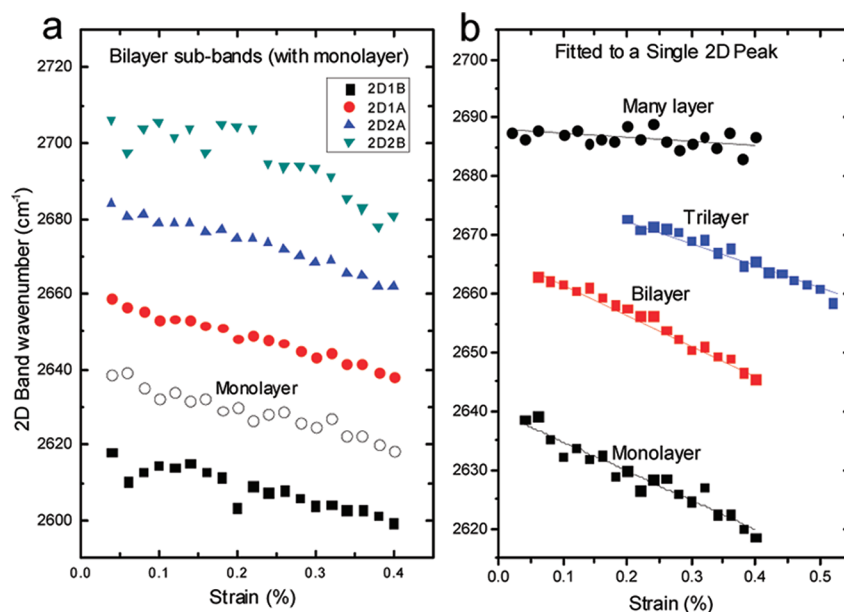 a
Bilayer sub-bands (with monolayer)
2D1B
2D1A
2D2A
2D2B
Monolayer
2720
2700
2680
2660
2640
2620
2600
2D Band wavenumber (cm⁻¹)
0.0 0.1 0.2 0.3 0.4
Strain (%)
b
Fitted to a Single 2D Peak
Many layer
Trilayer
Bilayer
Monolayer
2700
2690
2680
2670
2660
2650
2640
2630
2620
0.0 0.1 0.2 0.3 0.4 0.5
Strain (%)